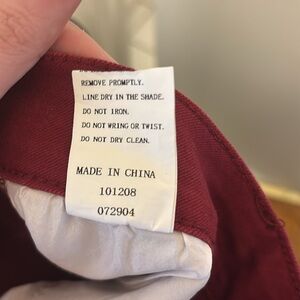 REMOVE PROMPTLY.
LINE DRY IN THE SHADE.
DO NOT IRON.
DO NOT WRING OR TWIST.
DO NOT DRY CLEAN.
MADE IN CHINA
101208
072904